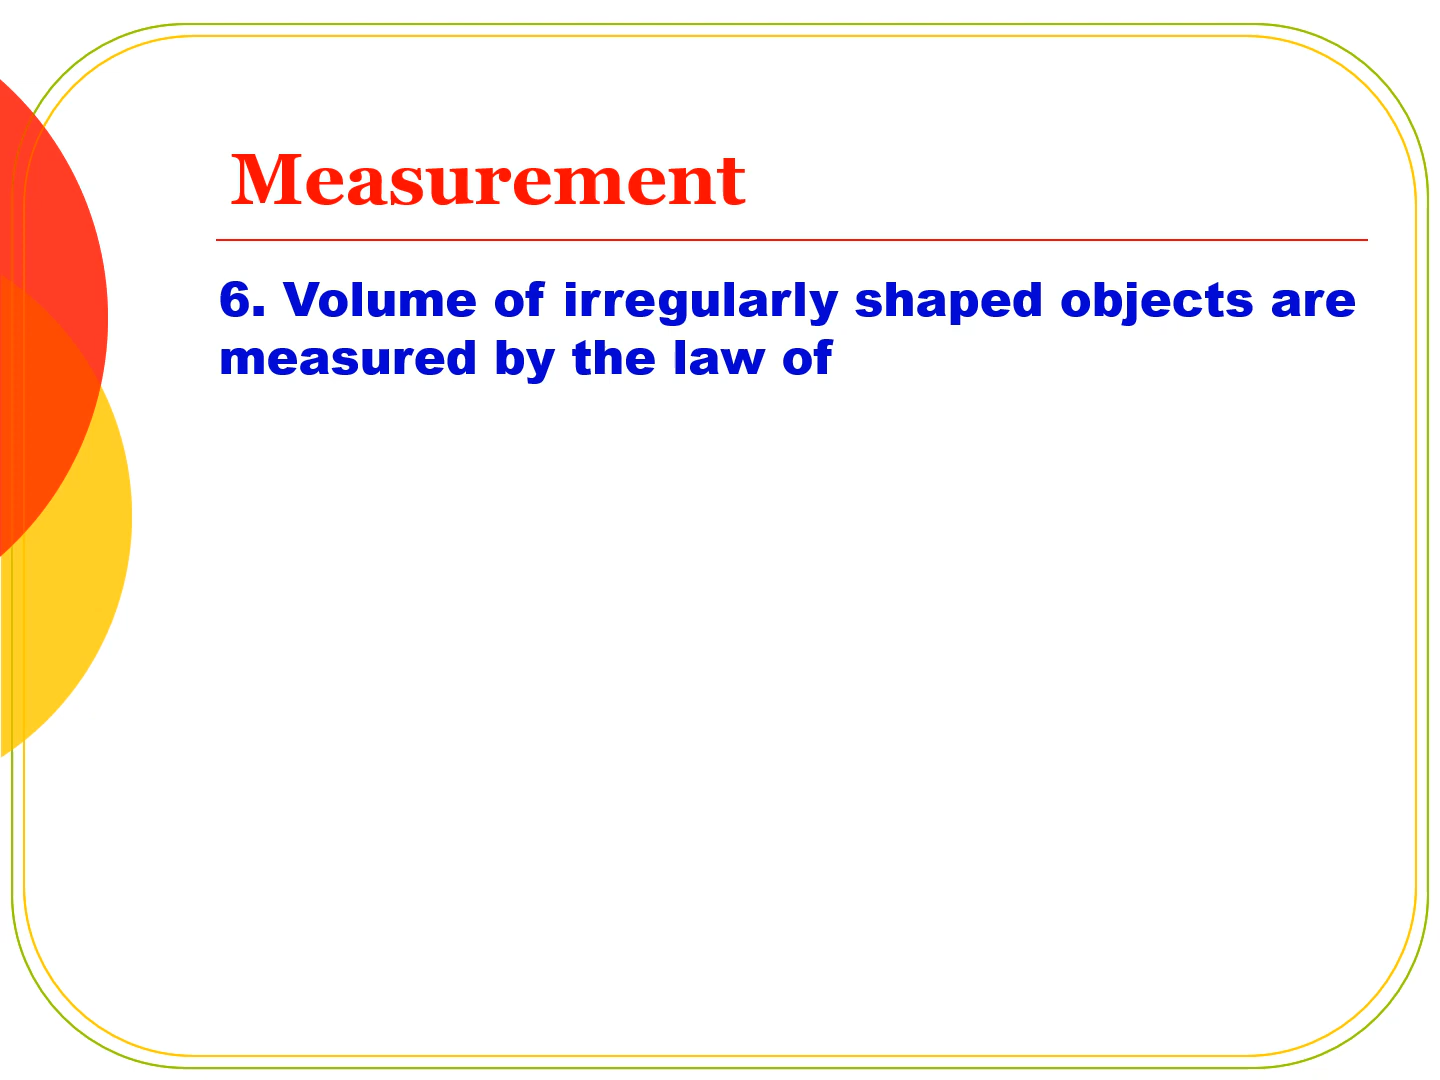 Measurement
6. Volume of irregularly shaped objects are
measured by the law of